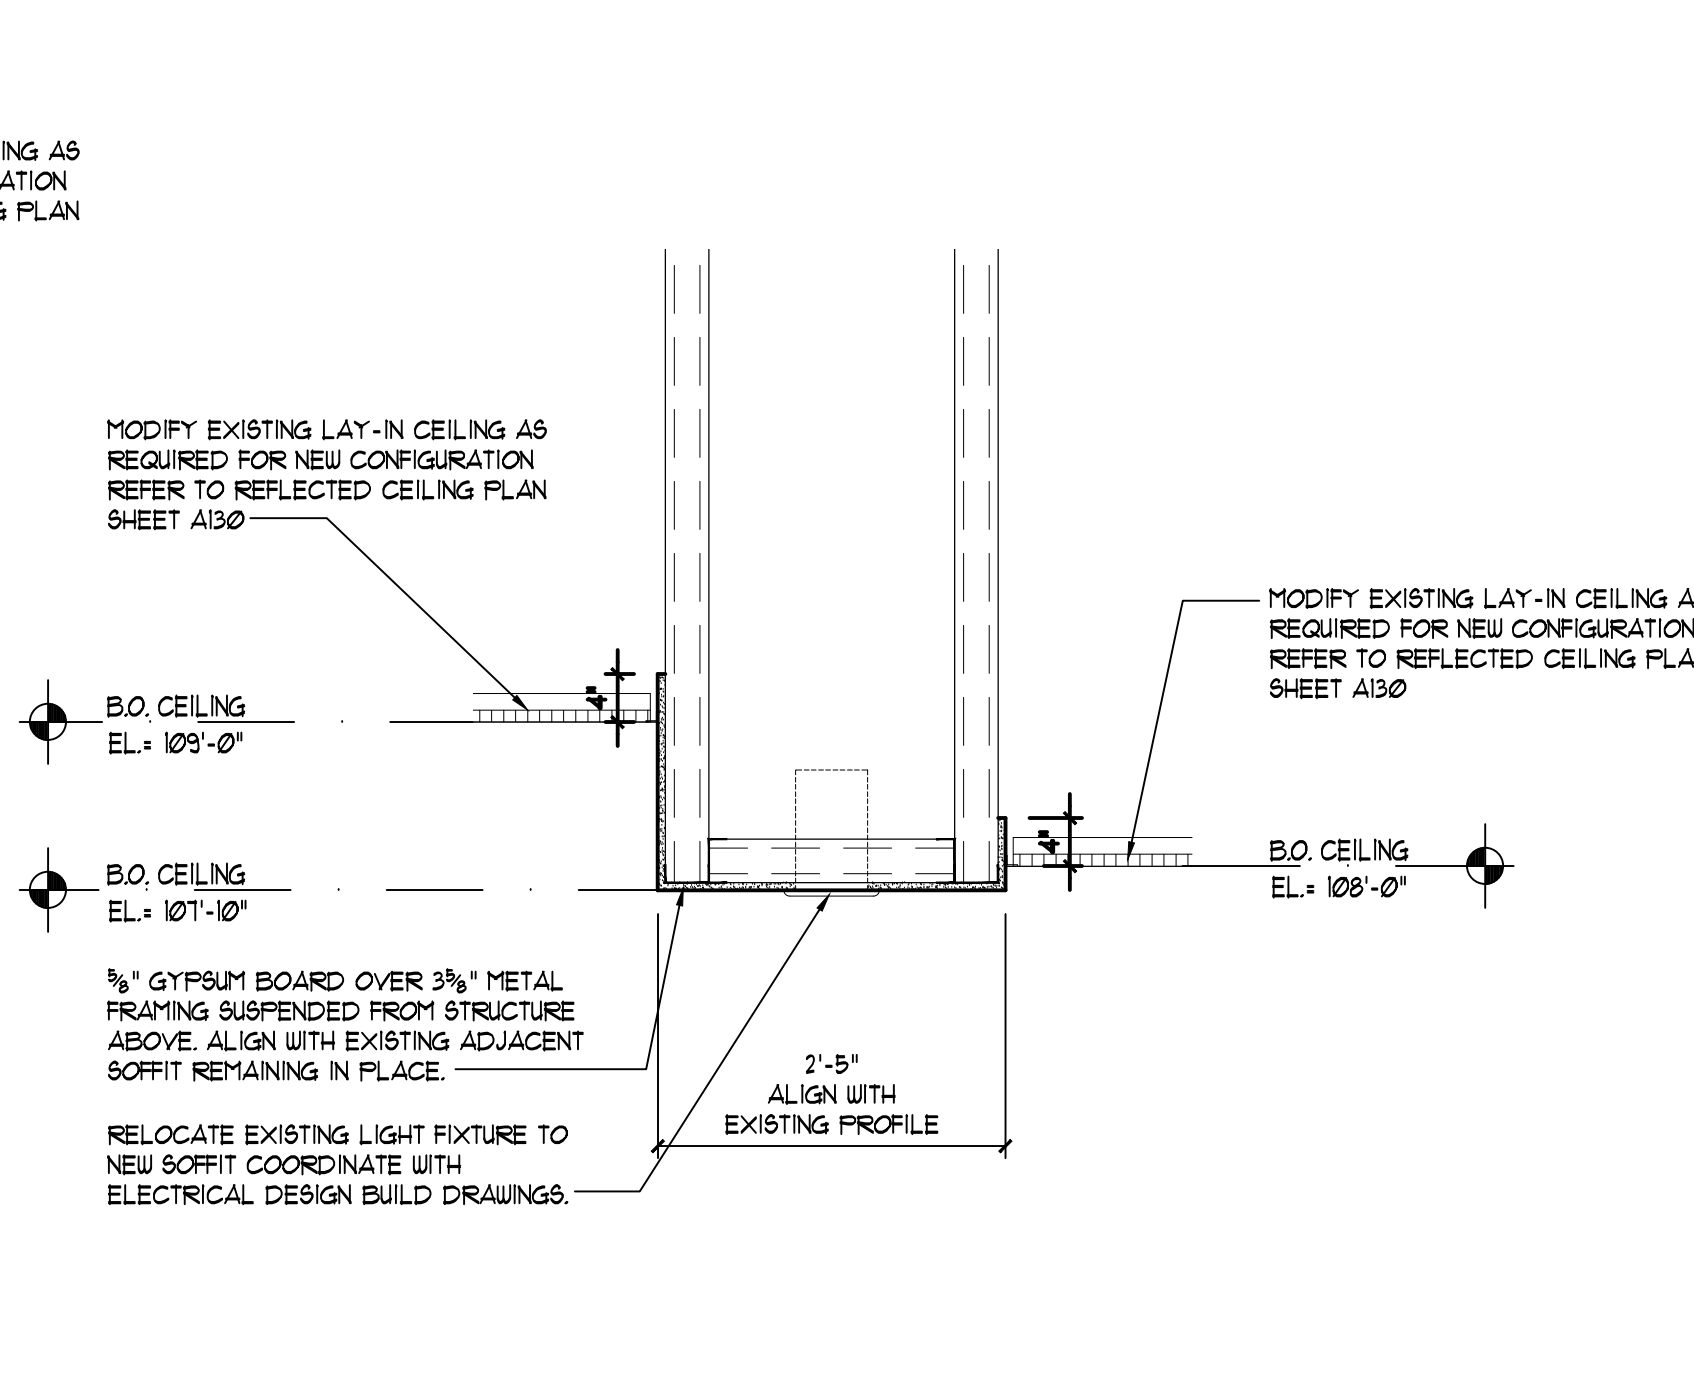 ING AS
ATION
G PLAN
MODIFY EXISTING LAY-IN CEILING AS
REQUIRED FOR NEW CONFIGURATION
REFER TO REFLECTED CEILING PLAN
SHEET A130
MODIFY EXISTING LAY-IN CEILING A
REQUIRED FOR NEW CONFIGURATION
REFER TO REFLECTED CEILING PLA
SHEET A130
4"
B.O. CEILING
EL.= 109'-0"
4"
B.O. CEILING
EL.= 108'-0"
B.O. CEILING
EL.= 107'-10"
5/8" GYPSUM BOARD OVER 3 5/8" METAL
FRAMING SUSPENDED FROM STRUCTURE
ABOVE. ALIGN WITH EXISTING ADJACENT
SOFFIT REMAINING IN PLACE.
2'-5"
ALIGN WITH
EXISTING PROFILE
RELOCATE EXISTING LIGHT FIXTURE TO
NEW SOFFIT COORDINATE WITH
ELECTRICAL DESIGN BUILD DRAWINGS.